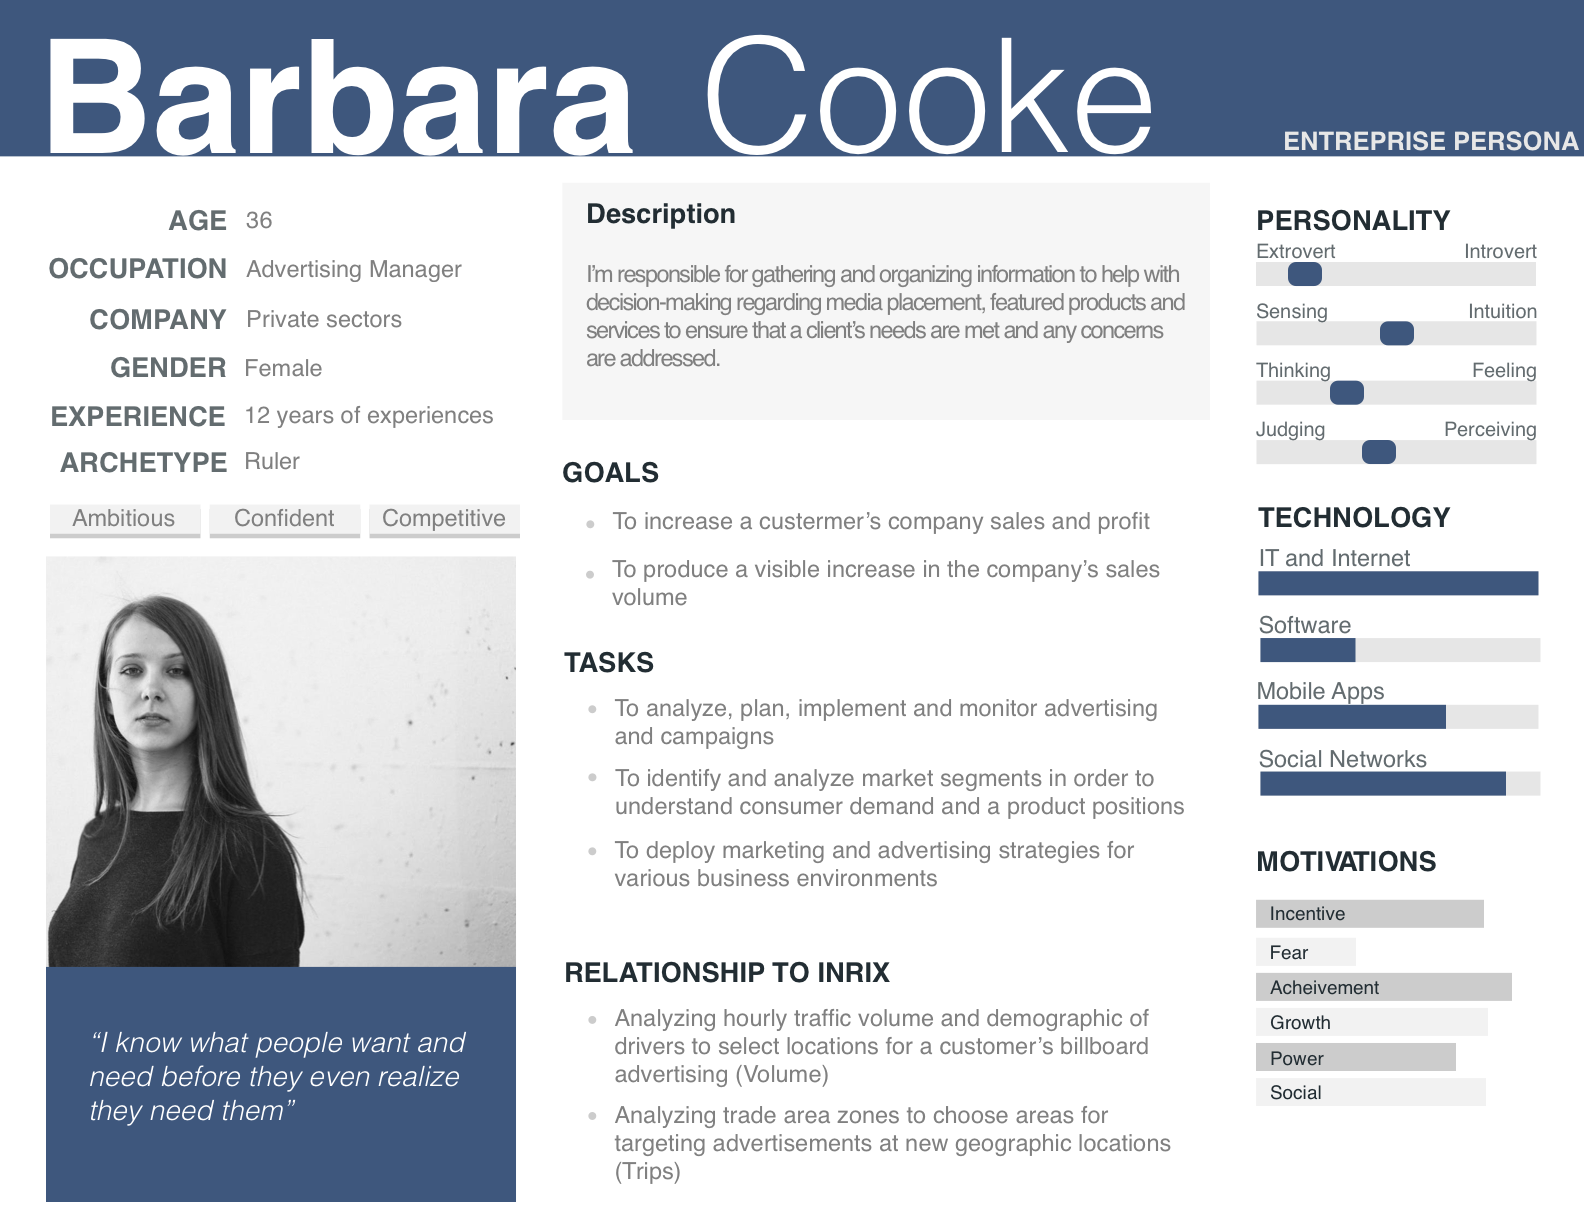 Barbara Cooke
ENTREPRISE PERSONA
AGE 36
OCCUPATION Advertising Manager
COMPANY Private sectors
GENDER Female
EXPERIENCE 12 years of experiences
ARCHETYPE Ruler
Ambitious Confident Competitive
“I know what people want and
need before they even realize
they need them”
Description
I’m responsible for gathering and organizing information to help with
decision-making regarding media placement, featured products and
services to ensure that a client’s needs are met and any concerns
are addressed.
GOALS
To increase a custermer’s company sales and profit
To produce a visible increase in the company’s sales
volume
TASKS
To analyze, plan, implement and monitor advertising
and campaigns
To identify and analyze market segments in order to
understand consumer demand and a product positions
To deploy marketing and advertising strategies for
various business environments
RELATIONSHIP TO INRIX
Analyzing hourly traffic volume and demographic of
drivers to select locations for a customer’s billboard
advertising (Volume)
Analyzing trade area zones to choose areas for
targeting advertisements at new geographic locations
(Trips)
PERSONALITY
Extrovert Introvert
Sensing Intuition
Thinking Feeling
Judging Perceiving
TECHNOLOGY
IT and Internet
Software
Mobile Apps
Social Networks
MOTIVATIONS
Incentive
Fear
Acheivement
Growth
Power
Social